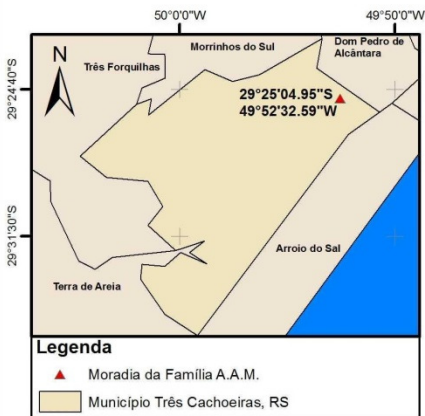 50°00'0"W
49°50'0"W
29°24'40"S
29°31'30"S
N
Morrinhos do Sul
Dom Pedro de
Alcântara
Três Forquilhas
29°25'04.95"S
49°52'32.59"W
Arroio do Sal
Terra de Areia
Legenda
Moradia da Família A.A.M.
Município Três Cachoeiras, RS